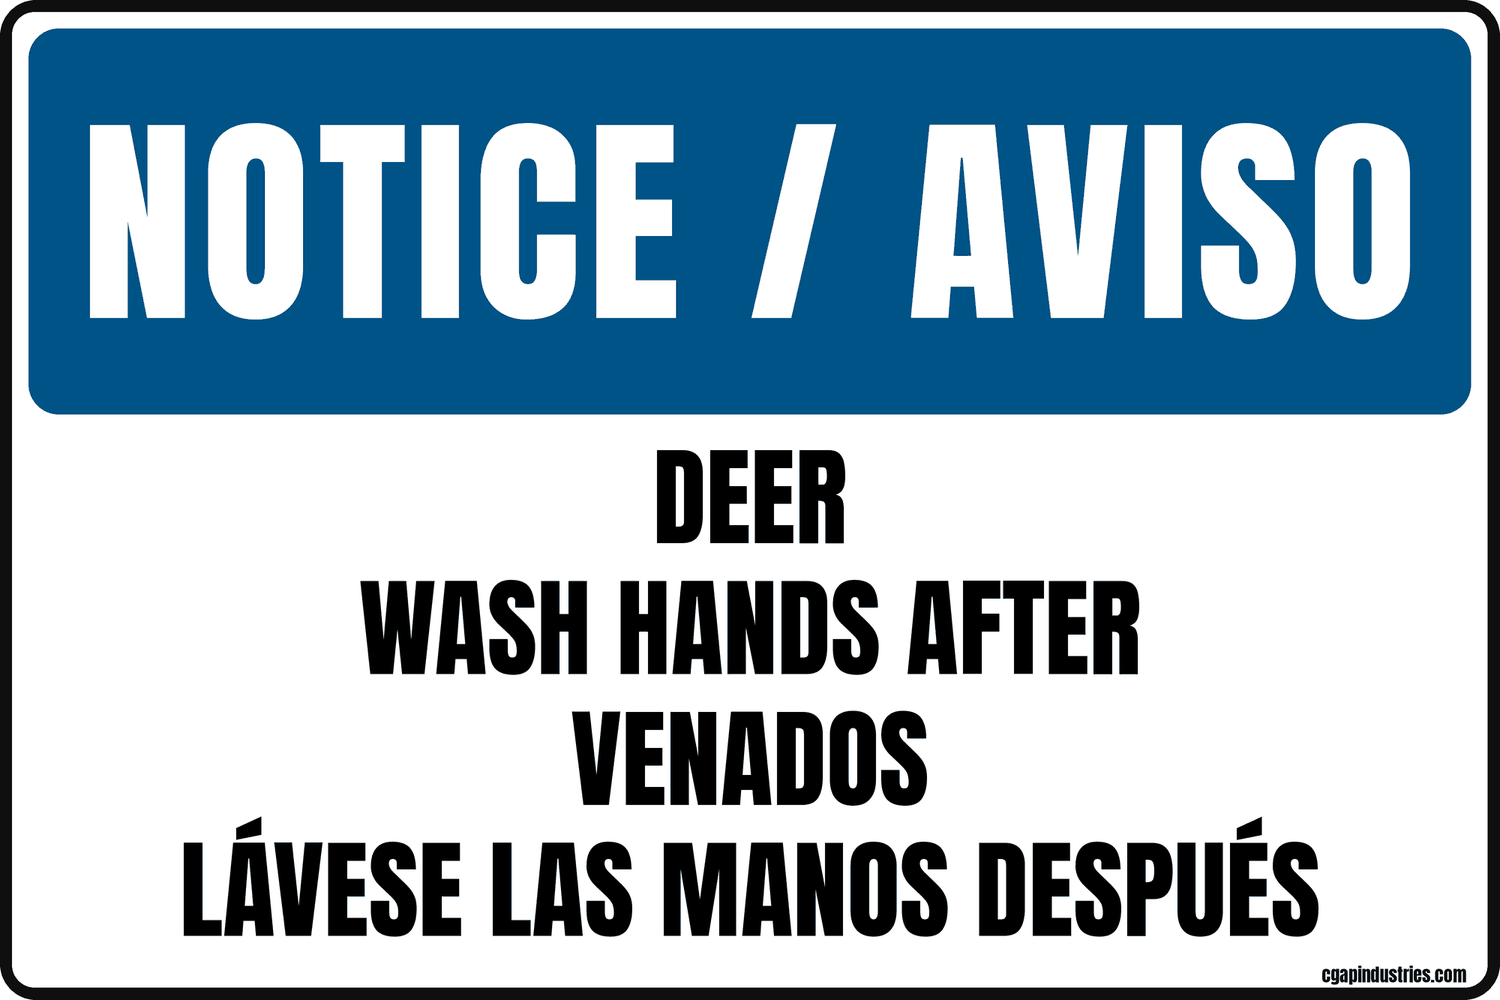 NOTICE / AVISO
DEER
WASH HANDS AFTER
VENADOS
LÁVESE LAS MANOS DESPUÉS
cgapindustries.com